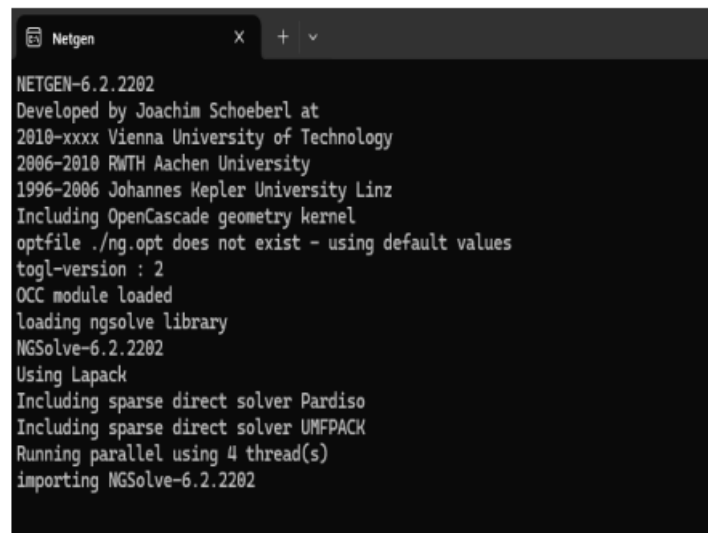 Netgen
NETGEN-6.2.2202
Developed by Joachim Schoeberl at
2010-xxxx Vienna University of Technology
2006-2010 RWTH Aachen University
1996-2006 Johannes Kepler University Linz
Including OpenCascade geometry kernel
optfile ./ng.opt does not exist - using default values
togl-version : 2
OCC module loaded
loading ngsolve library
NGSolve-6.2.2202
Using Lapack
Including sparse direct solver Pardiso
Including sparse direct solver UMFPACK
Running parallel using 4 thread(s)
importing NGSolve-6.2.2202